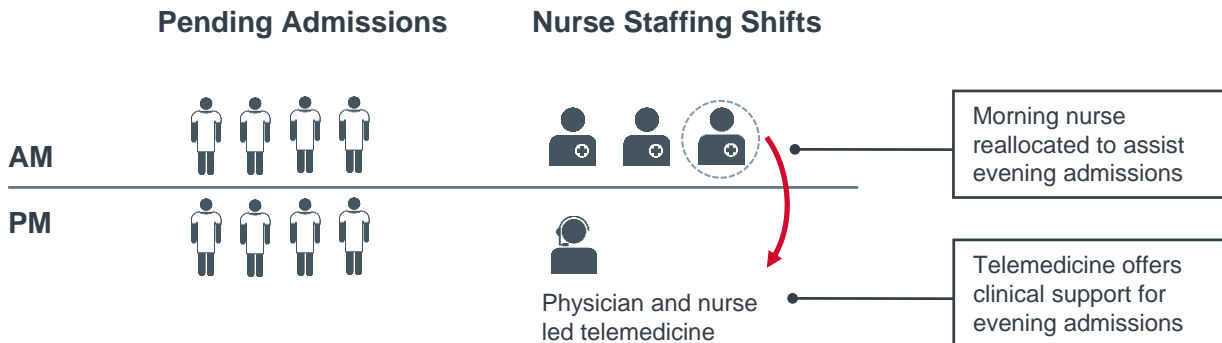 Pending Admissions
Nurse Staffing Shifts
AM
Morning nurse
reallocated to assist
evening admissions
PM
Physician and nurse
led telemedicine
Telemedicine offers
clinical support for
evening admissions